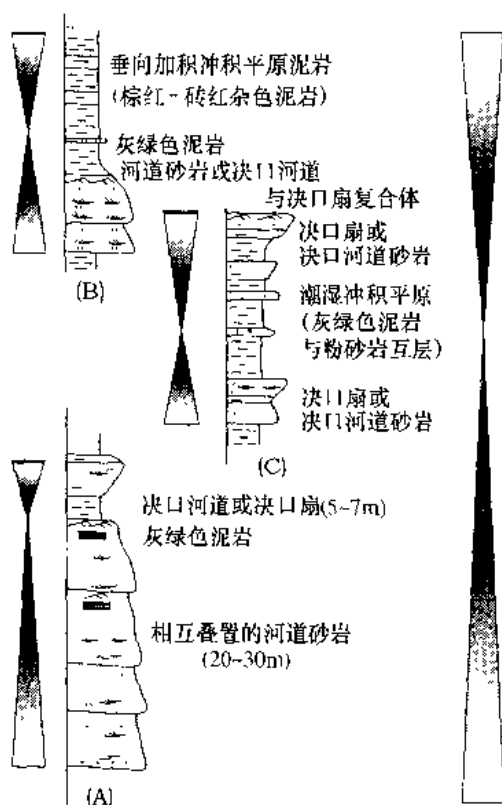 垂向加积冲积平原泥岩
(棕红-砖红杂色泥岩)
灰绿色泥岩
河道砂岩或决口河道
与决口扇复合体
(B)
决口扇或
决口河道砂岩
潮湿冲积平原
(灰绿色泥岩
与粉砂岩互层)
决口扇或
决口河道砂岩
(C)
决口河道或决口扇(5~7m)
灰绿色泥岩
相互叠置的河道砂岩
(20~30m)
(A)